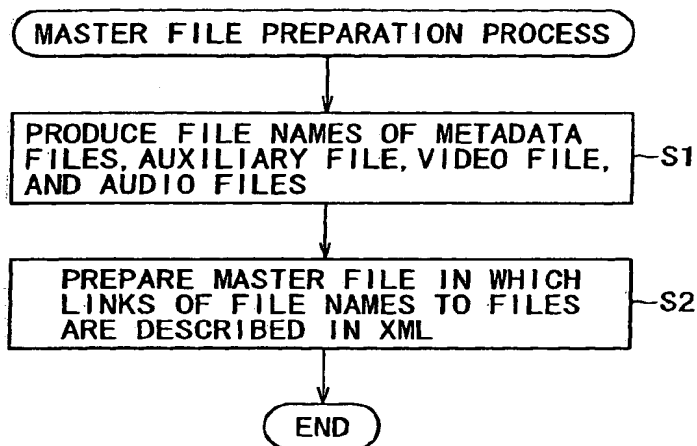 MASTER FILE PREPARATION PROCESS
PRODUCE FILE NAMES OF METADATA
FILES, AUXILIARY FILE, VIDEO FILE,
AND AUDIO FILES
S1
PREPARE MASTER FILE IN WHICH
LINKS OF FILE NAMES TO FILES
ARE DESCRIBED IN XML
S2
END